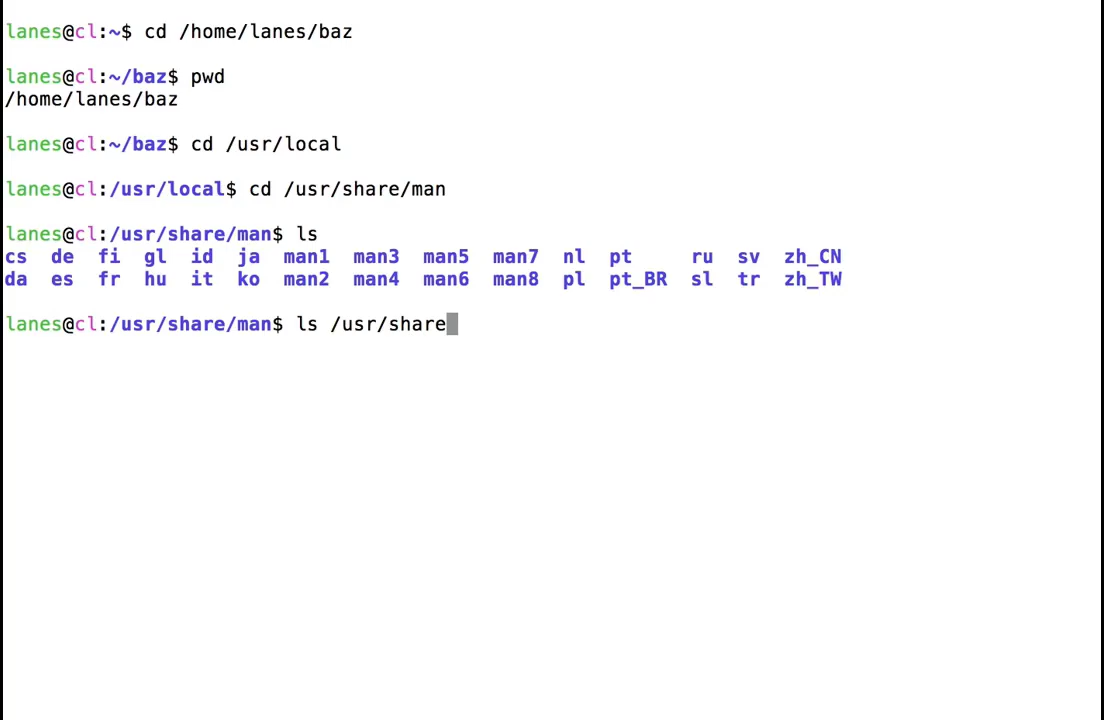 lanes@cl:~$ cd /home/lanes/baz
lanes@cl:~/baz$ pwd
/home/lanes/baz
lanes@cl:~/baz$ cd /usr/local
lanes@cl:/usr/local$ cd /usr/share/man
lanes@cl:/usr/share/man$ ls
cs  de  fi  gl  id  ja  man1  man3  man5  man7  nl  pt     ru  sv  zh_CN
da  es  fr  hu  it  ko  man2  man4  man6  man8  pl  pt_BR  sl  tr  zh_TW
lanes@cl:/usr/share/man$ ls /usr/share